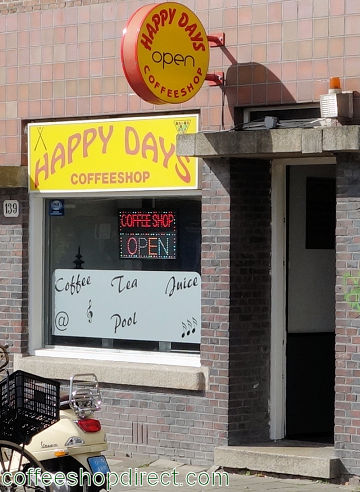 HAPPY DAYS
open
COFFEESHOP
HAPPY DAYS
COFFEESHOP
139
COFFEE SHOP
OPEN
Coffee Tea Juice
@ Pool
coffeeshopdirect.com